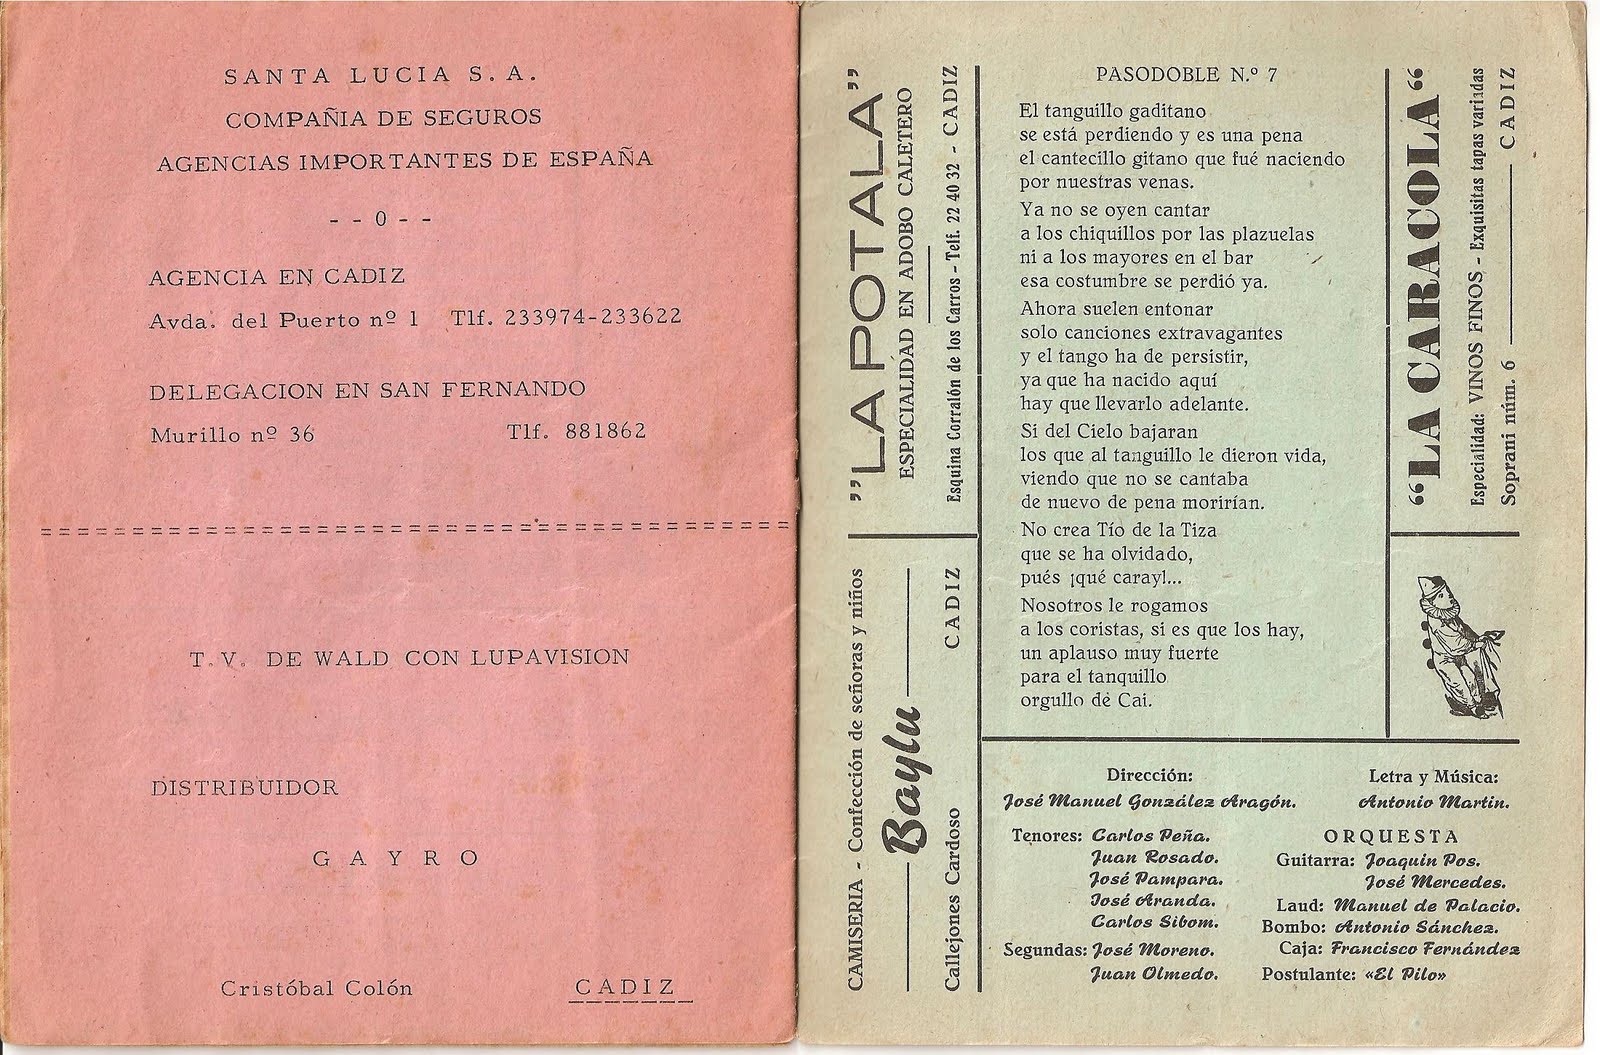 SANTA LUCIA S. A.
COMPAÑIA DE SEGUROS
AGENCIAS IMPORTANTES DE ESPAÑA
- - 0 - -
AGENCIA EN CADIZ
Avda. del Puerto nº 1 Tlf. 233974-233622
DELEGACION EN SAN FERNANDO
Murillo nº 36 Tlf. 881862
T.V. DE WALD CON LUPAVISION
DISTRIBUIDOR
G A Y R O
Cristóbal Colón CADIZ
"LA POTALA"
ESPECIALIDAD EN ADOBO CALETERO
Esquina Corralón de los Carros - Telf. 22 40 32 - CADIZ
CAMISERIA - Confección de señoras y niños
Baylu
Callejones Cardoso CADIZ
PASODOBLE N.º 7
El tanguillo gaditano
se está perdiendo y es una pena
el cantecillo gitano que fué naciendo
por nuestras venas.
Ya no se oyen cantar
a los chiquillos por las plazuelas
ni a los mayores en el bar
esa costumbre se perdió ya.
Ahora suelen entonar
solo canciones extravagantes
y el tango ha de persistir,
ya que ha nacido aquí
hay que llevarlo adelante.
Si del Cielo bajaran
los que al tanguillo le dieron vida,
viendo que no se cantaba
de nuevo de pena morirían.
No crea Tío de la Tiza
que se ha olvidado,
pués ¡qué caray!...
Nosotros le rogamos
a los coristas, si es que los hay,
un aplauso muy fuerte
para el tanquillo
orgullo de Cai.
"LA CARACOLA"
Especialidad: VINOS FINOS - Exquisitas tapas variadas
Soprani núm. 6 CADIZ
Dirección:
José Manuel González Aragón.
Letra y Música:
Antonio Martin.
Tenores: Carlos Peña.
Juan Rosado.
José Pampara.
José Aranda.
Carlos Sibom.
Segundas: José Moreno.
Juan Olmedo.
ORQUESTA
Guitarra: Joaquin Pos.
José Mercedes.
Laud: Manuel de Palacio.
Bombo: Antonio Sánchez.
Caja: Francisco Fernández
Postulante: «El Pilo»